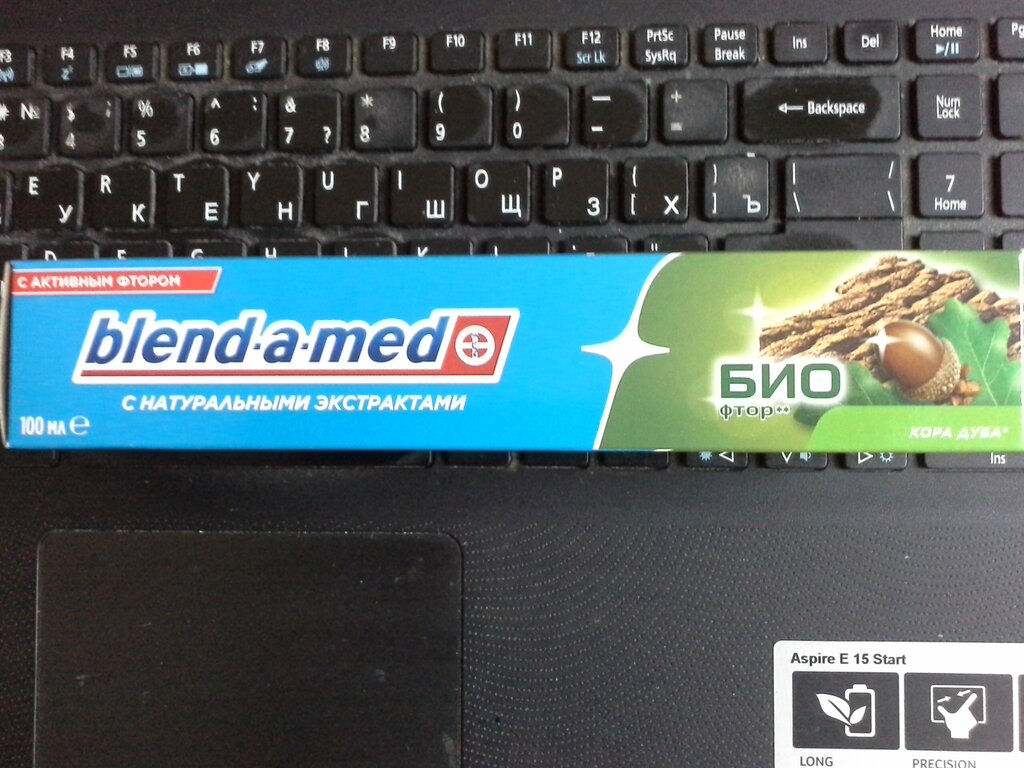 F3 F4 F5 F6 F7 F8 F9 F10 F11 F12 PrtSc Pause Ins Del Home
Scr Lk SysRq Break
# № $ ; % ^ : & * ( ) — + ← Backspace Num
4 5 6 7 ? 8 9 0 - = Lock
E R T Y U I O P { } | / 7
У К Е Н Г Ш Щ З [ Х ] Ъ \ \ Home
С АКТИВНЫМ ФТОРОМ
blend-a-med
С НАТУРАЛЬНЫМИ ЭКСТРАКТАМИ
100 мл e
БИО
фтор**
КОРА ДУБА*
Ins
Aspire E 15 Start
LONG PRECISION